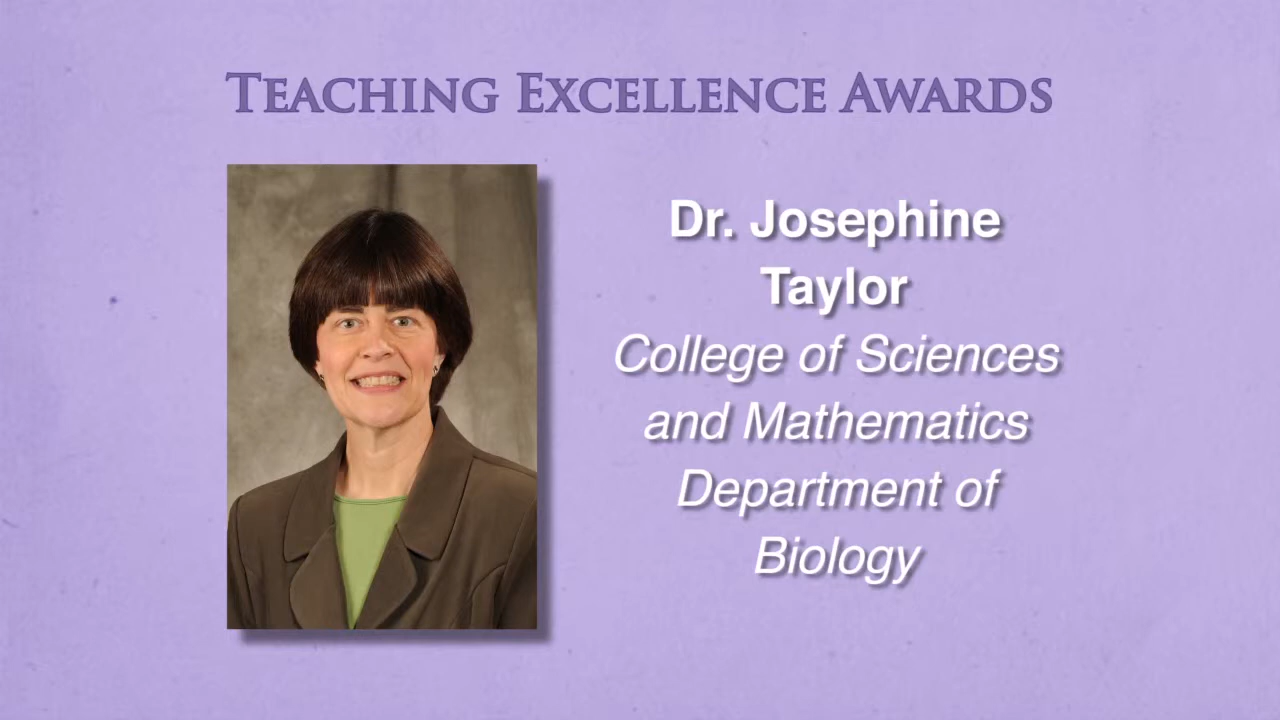 TEACHING EXCELLENCE AWARDS
Dr. Josephine
Taylor
College of Sciences
and Mathematics
Department of
Biology